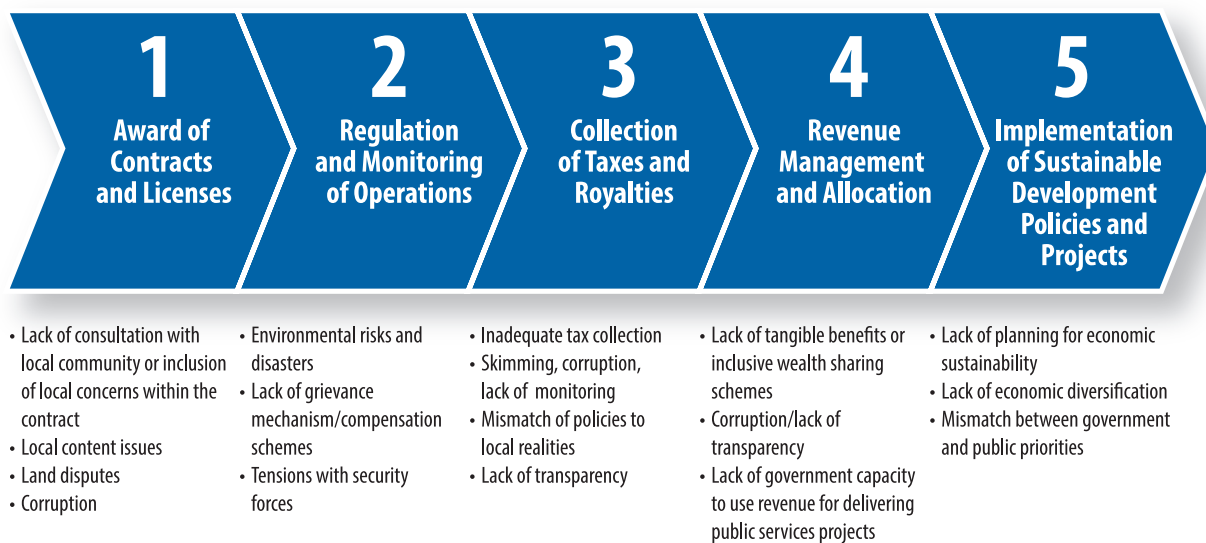 1
Award of
Contracts
and Licenses
2
Regulation
and Monitoring
of Operations
3
Collection
of Taxes and
Royalties
4
Revenue
Management
and Allocation
5
Implementation
of Sustainable
Development
Policies and
Projects
• Lack of consultation with
local community or inclusion
of local concerns within the
contract
• Local content issues
• Land disputes
• Corruption
• Environmental risks and
disasters
• Lack of grievance
mechanism/compensation
schemes
• Tensions with security
forces
• Inadequate tax collection
• Skimming, corruption,
lack of monitoring
• Mismatch of policies to
local realities
• Lack of transparency
• Lack of tangible benefits or
inclusive wealth sharing
schemes
• Corruption/lack of
transparency
• Lack of government capacity
to use revenue for delivering
public services projects
• Lack of planning for economic
sustainability
• Lack of economic diversification
• Mismatch between government
and public priorities